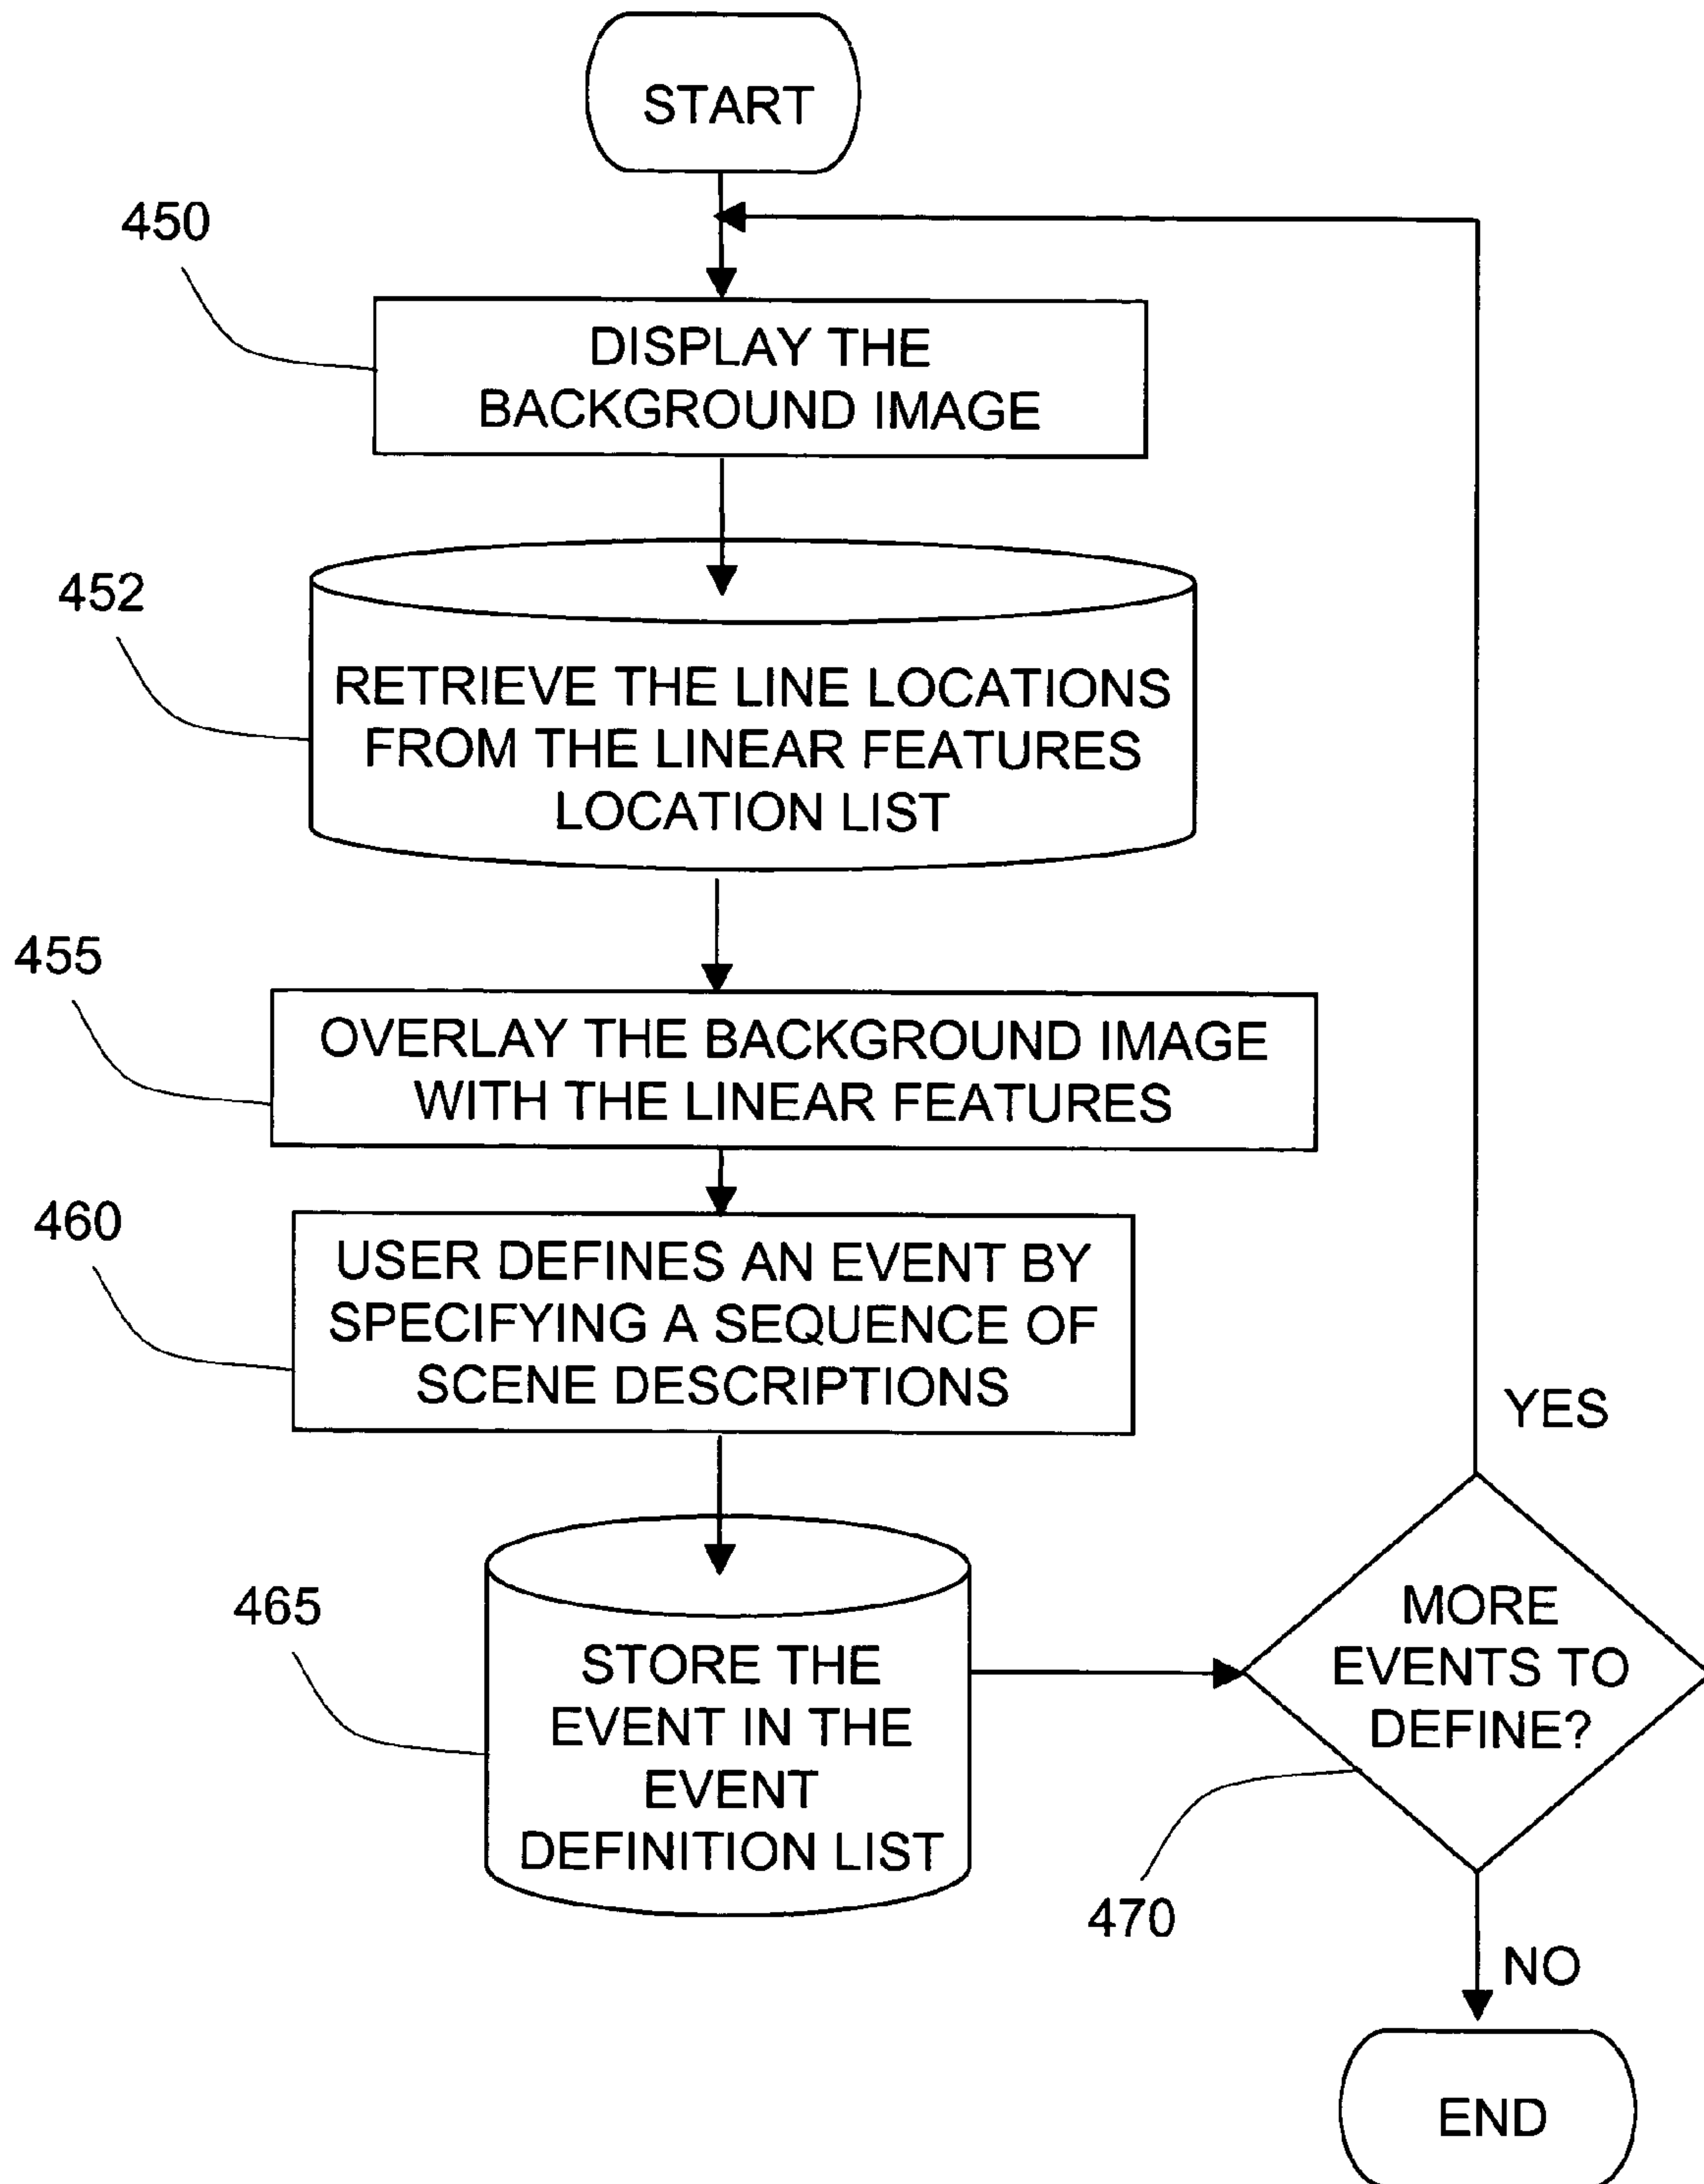 START
450
DISPLAY THE
BACKGROUND IMAGE
452
RETRIEVE THE LINE LOCATIONS
FROM THE LINEAR FEATURES
LOCATION LIST
455
OVERLAY THE BACKGROUND IMAGE
WITH THE LINEAR FEATURES
460
USER DEFINES AN EVENT BY
SPECIFYING A SEQUENCE OF
SCENE DESCRIPTIONS
465
STORE THE
EVENT IN THE
EVENT
DEFINITION LIST
YES
MORE
EVENTS TO
DEFINE?
470
NO
END